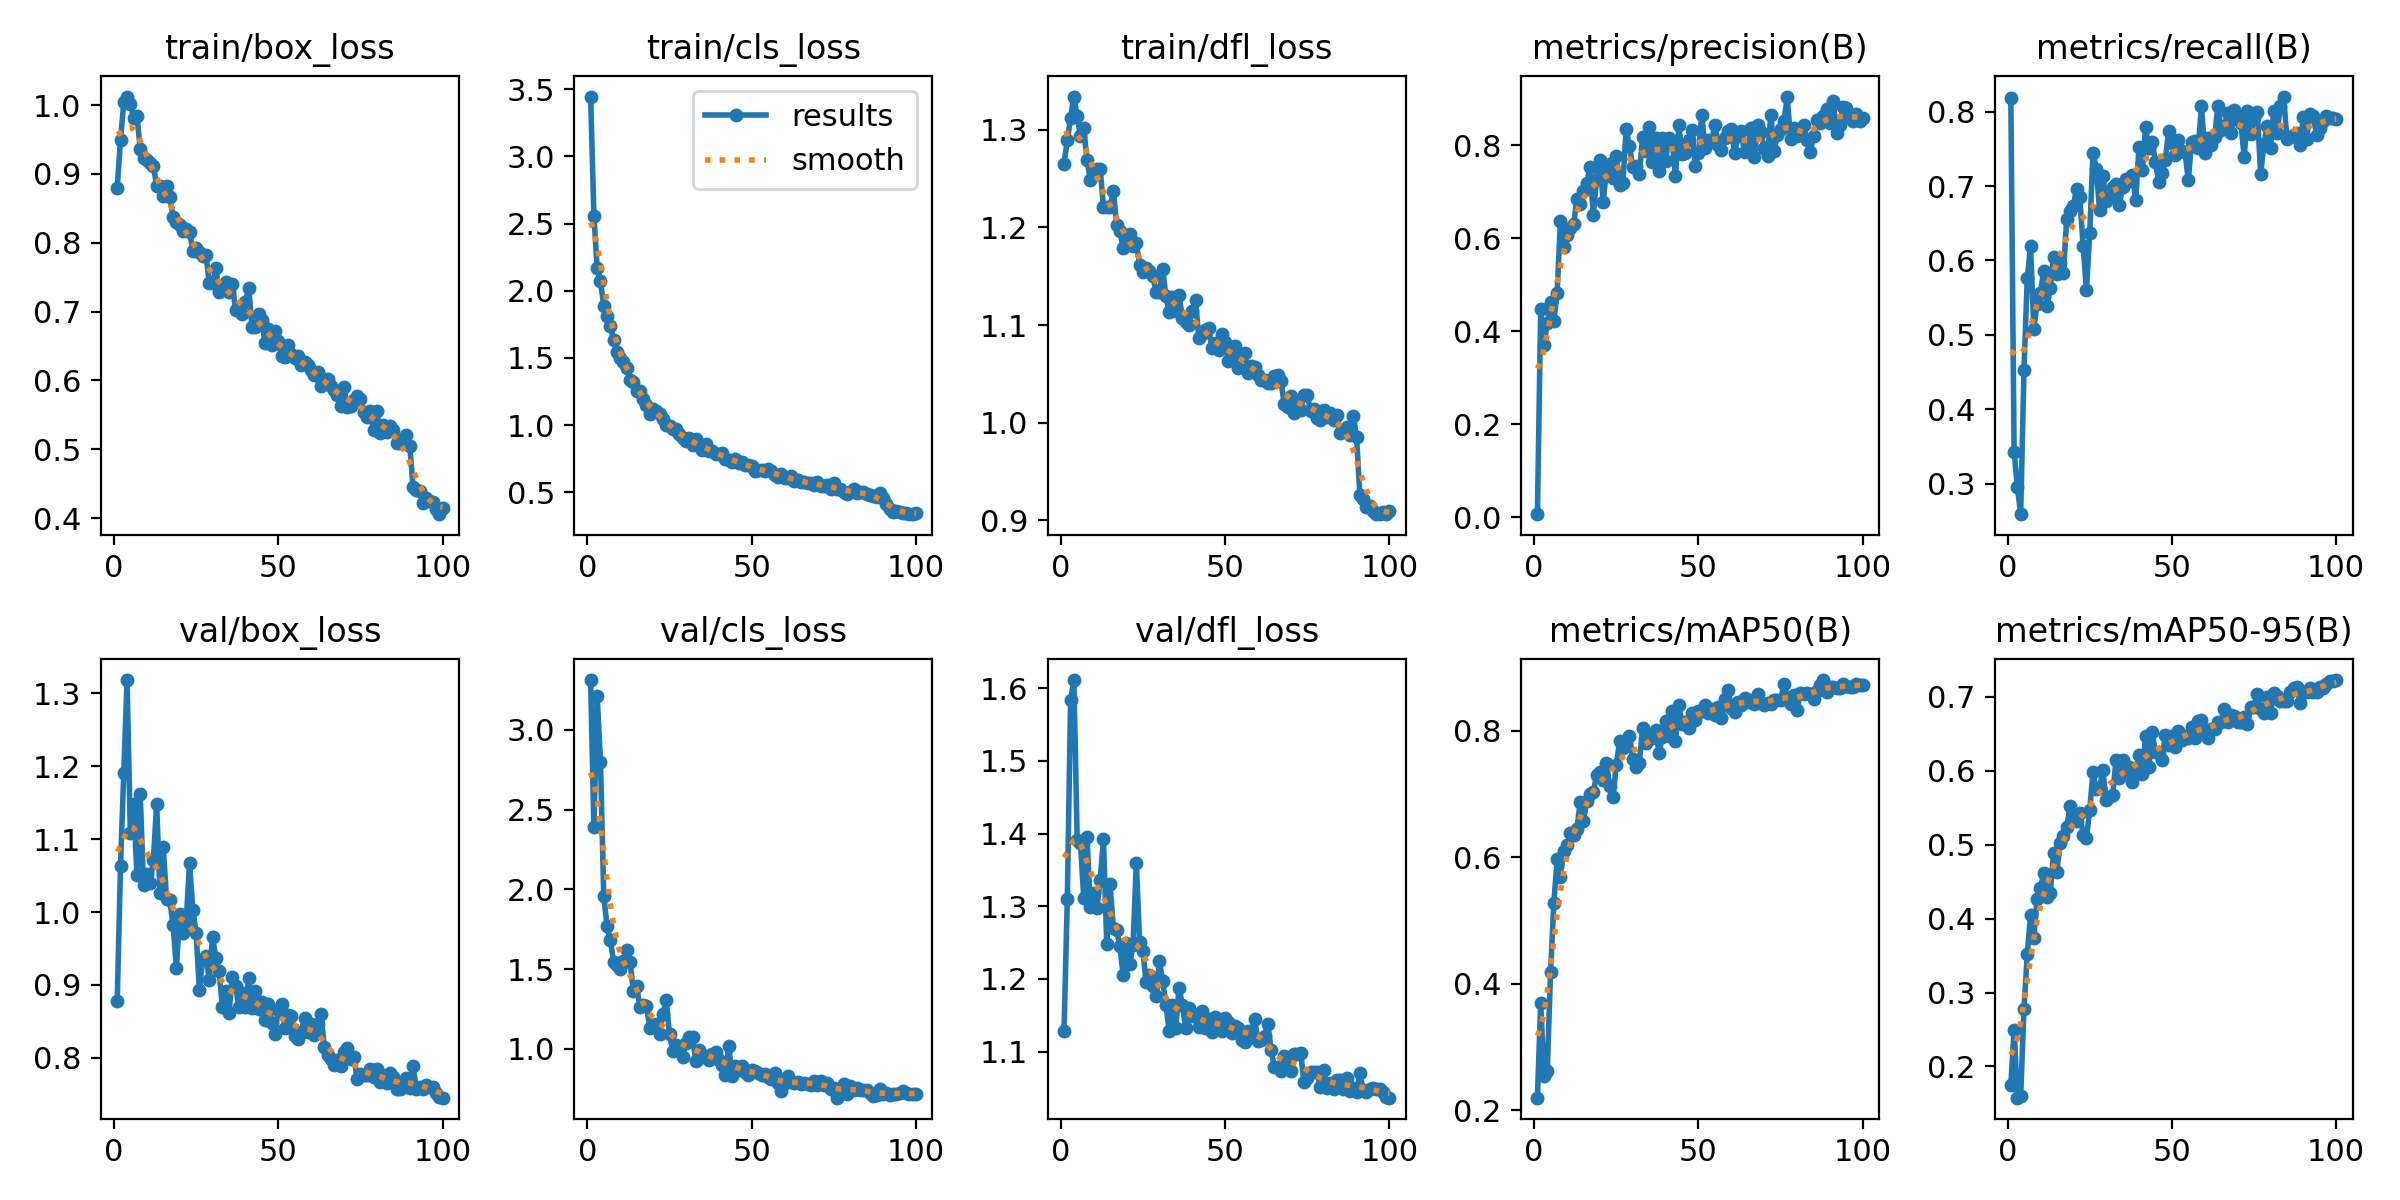 train/box_loss
1.0
0.9
0.8
0.7
0.6
0.5
0.4
0 50 100
train/cls_loss
results
smooth
3.5
3.0
2.5
2.0
1.5
1.0
0.5
0 50 100
train/dfl_loss
1.3
1.2
1.1
1.0
0.9
0 50 100
metrics/precision(B)
0.8
0.6
0.4
0.2
0.0
0 50 100
metrics/recall(B)
0.8
0.7
0.6
0.5
0.4
0.3
0 50 100
val/box_loss
1.3
1.2
1.1
1.0
0.9
0.8
0 50 100
val/cls_loss
3.0
2.5
2.0
1.5
1.0
0 50 100
val/dfl_loss
1.6
1.5
1.4
1.3
1.2
1.1
0 50 100
metrics/mAP50(B)
0.8
0.6
0.4
0.2
0 50 100
metrics/mAP50-95(B)
0.7
0.6
0.5
0.4
0.3
0.2
0 50 100